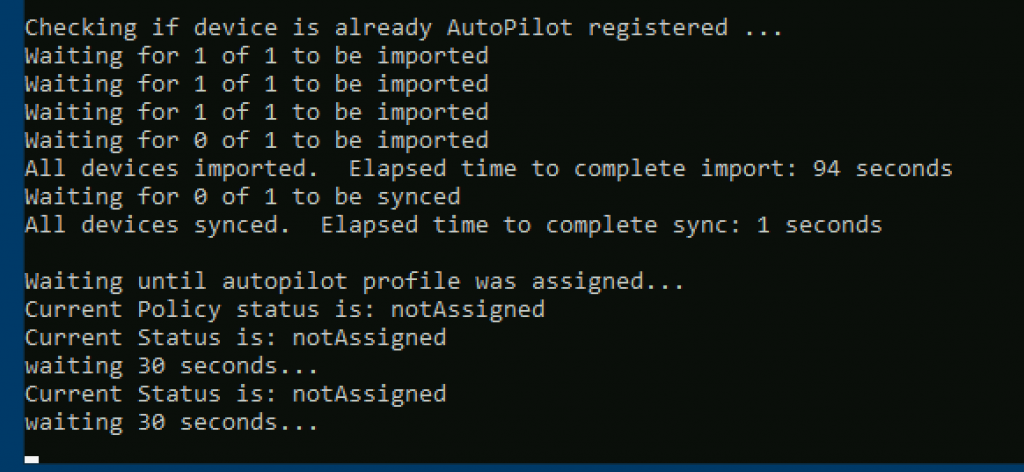 Checking if device is already AutoPilot registered ...
Waiting for 1 of 1 to be imported
Waiting for 1 of 1 to be imported
Waiting for 1 of 1 to be imported
Waiting for 0 of 1 to be imported
All devices imported.  Elapsed time to complete import: 94 seconds
Waiting for 0 of 1 to be synced
All devices synced.  Elapsed time to complete sync: 1 seconds
Waiting until autopilot profile was assigned...
Current Policy status is: notAssigned
Current Status is: notAssigned
waiting 30 seconds...
Current Status is: notAssigned
waiting 30 seconds...